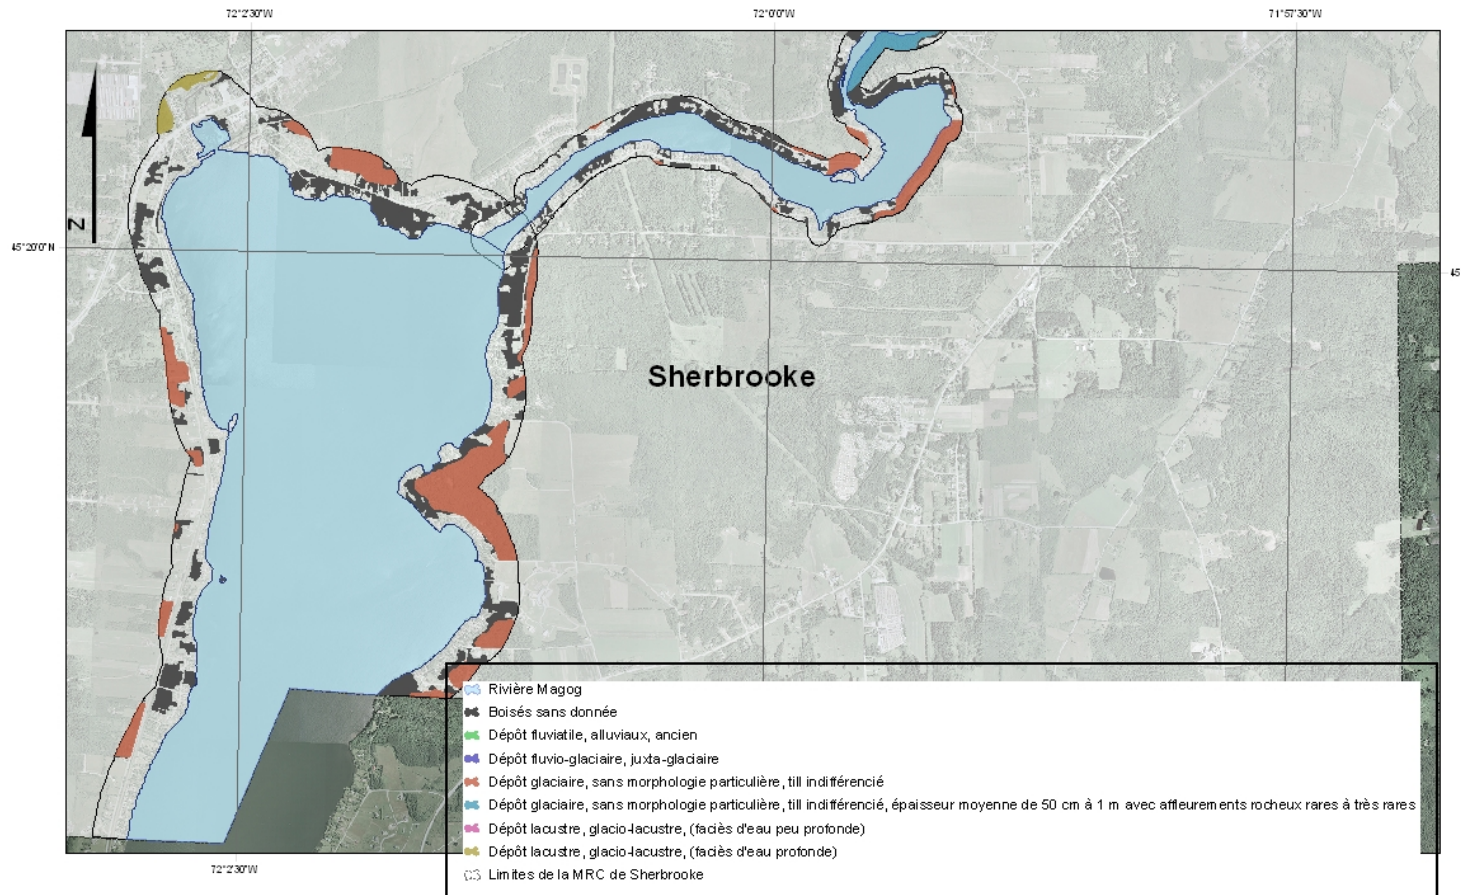 72°2'30"W
72°0'0"W
71°57'30"W
N
45°20'0"N
45
Sherbrooke
Rivière Magog
Boisés sans donnée
Dépôt fluviatile, alluviaux, ancien
Dépôt fluvio-glaciaire, juxta-glaciaire
Dépôt glaciaire, sans morphologie particulière, till indifférencié
Dépôt glaciaire, sans morphologie particulière, till indifférencié, épaisseur moyenne de 50 cm à 1 m avec affleurements rocheux rares à très rares
Dépôt lacustre, glacio-lacustre, (faciès d'eau peu profonde)
Dépôt lacustre, glacio-lacustre, (faciès d'eau profonde)
Limites de la MRC de Sherbrooke
72°2'30"W